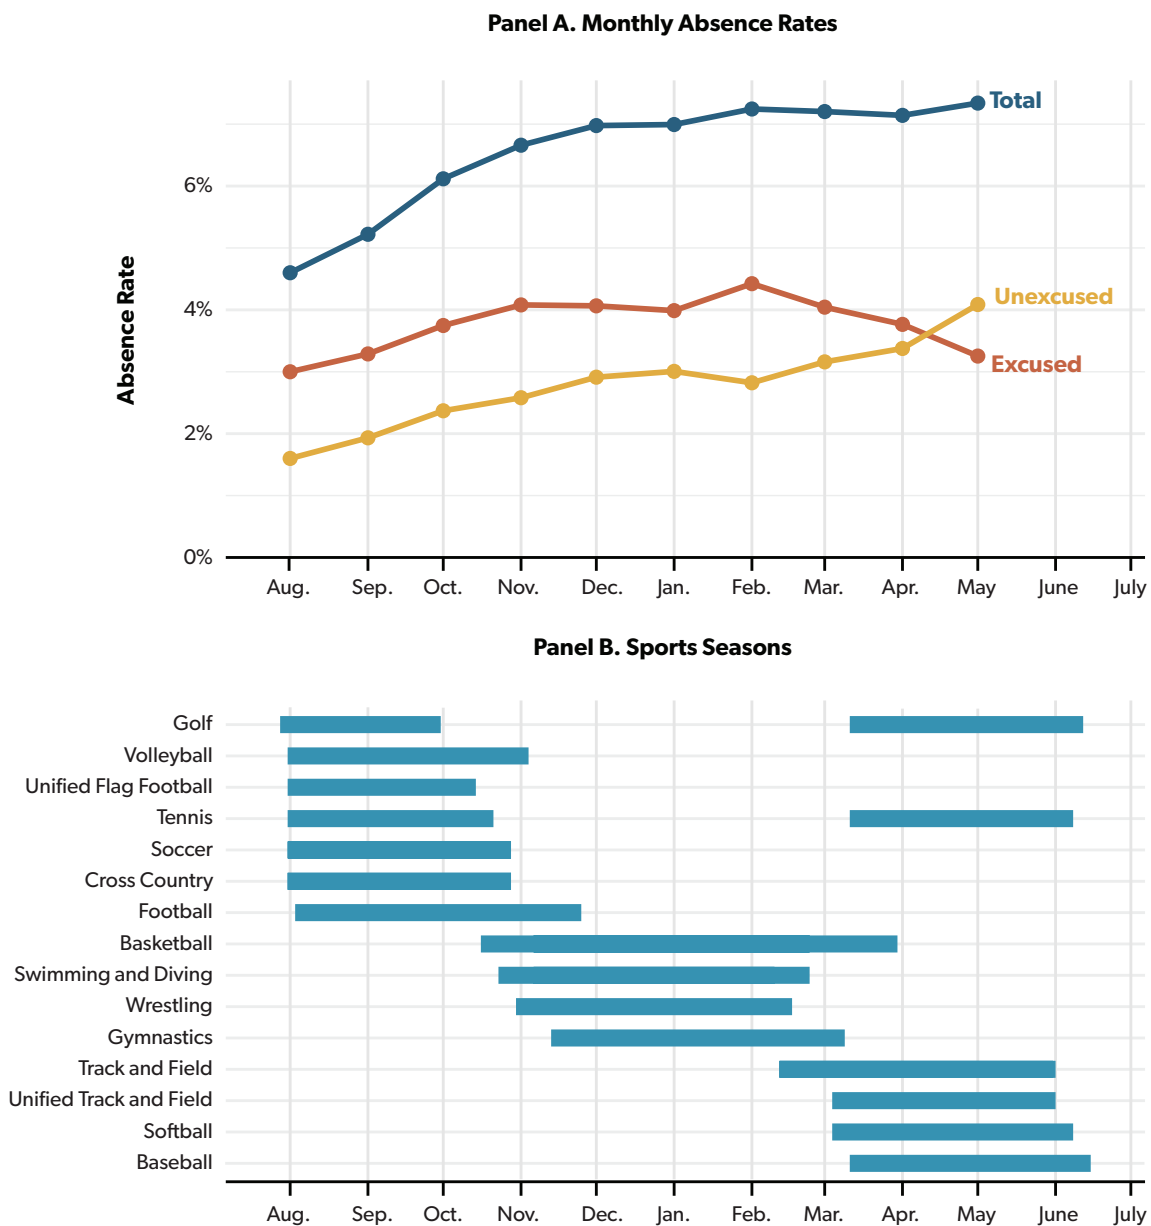 Panel A. Monthly Absence Rates
Total
6%
4%
Unexcused
Excused
2%
0%
Absence Rate
Aug. Sep. Oct. Nov. Dec. Jan. Feb. Mar. Apr. May June July
Panel B. Sports Seasons
Golf
Volleyball
Unified Flag Football
Tennis
Soccer
Cross Country
Football
Basketball
Swimming and Diving
Wrestling
Gymnastics
Track and Field
Unified Track and Field
Softball
Baseball
Aug. Sep. Oct. Nov. Dec. Jan. Feb. Mar. Apr. May June July